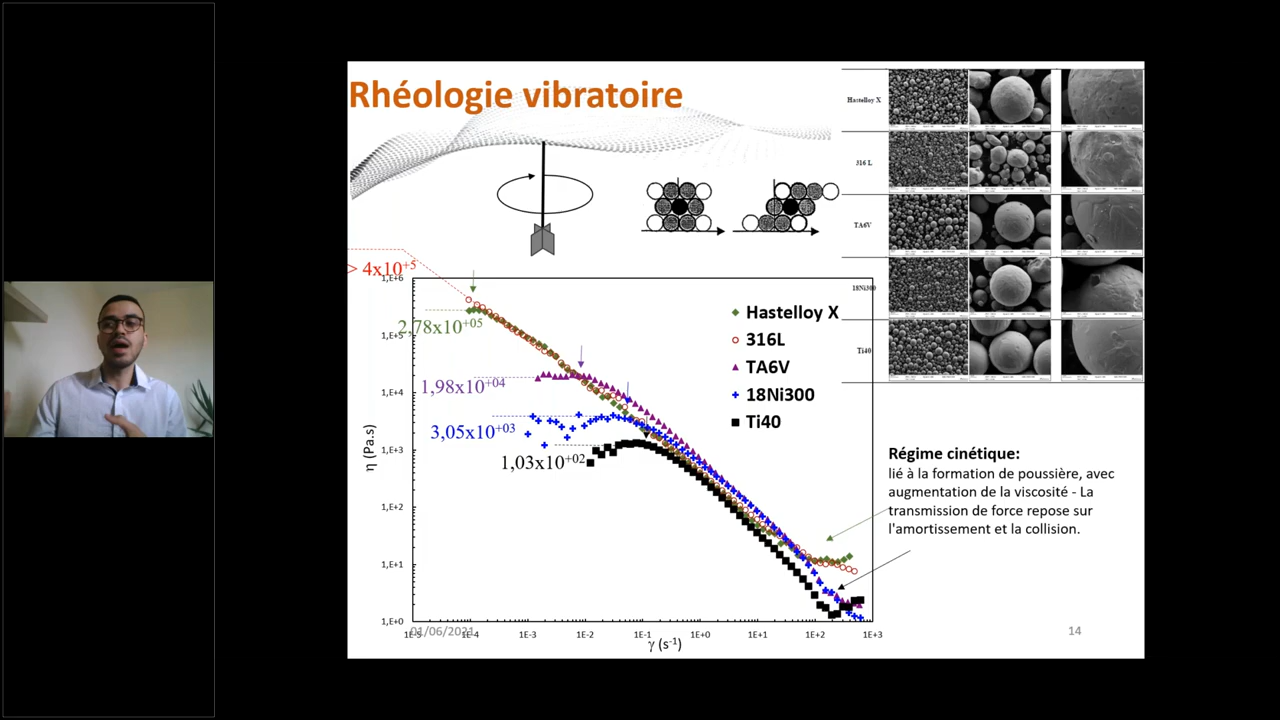 Rhéologie vibratoire
Hastelloy X
316 L
TA6V
18Ni300
Ti40
> 4x10+5
2,78x10+05
1,98x10+04
3,05x10+03
1,03x10+02
Hastelloy X
316L
TA6V
18Ni300
Ti40
η (Pa.s)
1,E+6
1,E+5
1,E+4
1,E+3
1,E+2
1,E+1
1,E+0
1E-5 1E-4 1E-3 1E-2 1E-1 1E+0 1E+1 1E+2 1E+3
γ̇ (s-1)
Régime cinétique:
lié à la formation de poussière, avec
augmentation de la viscosité - La
transmission de force repose sur
l'amortissement et la collision.
01/06/2021
14